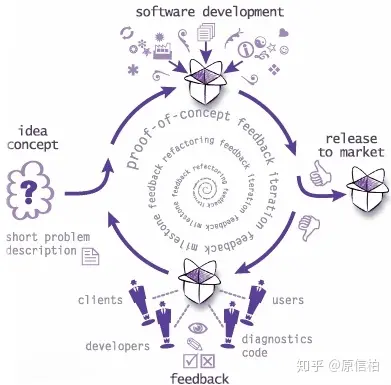 software development
idea
concept
proof-of-concept feedback iteration feedback milestone feedback refactoring feedback iteration feedback milestone feedback refactoring feedback
release
to market
short problem
description
clients
users
developers
diagnostics
code
feedback
知乎 @原信柏